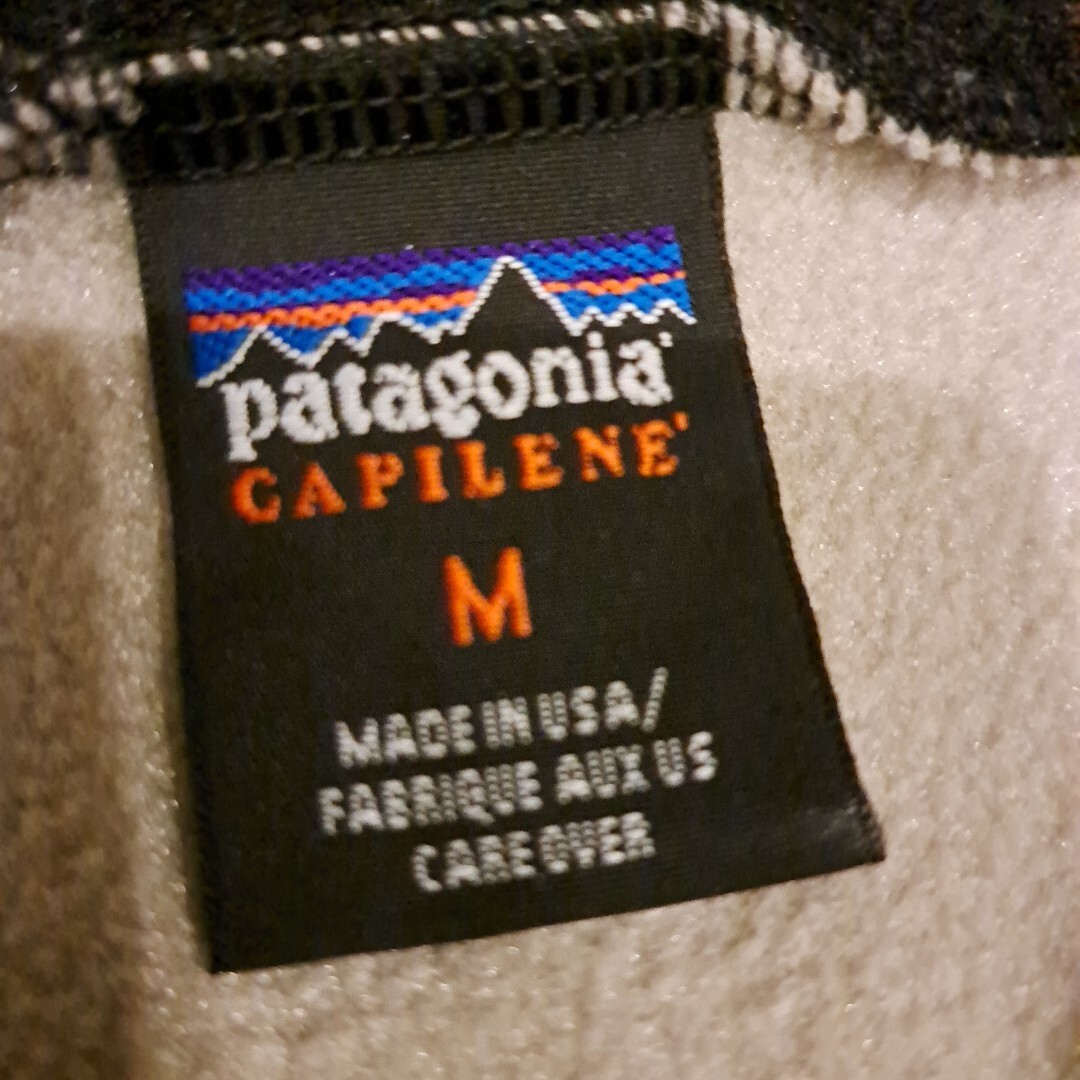 patagonia
CAPILENE
M
MADE IN USA/
FABRIQUE AUX US
CARE OVER